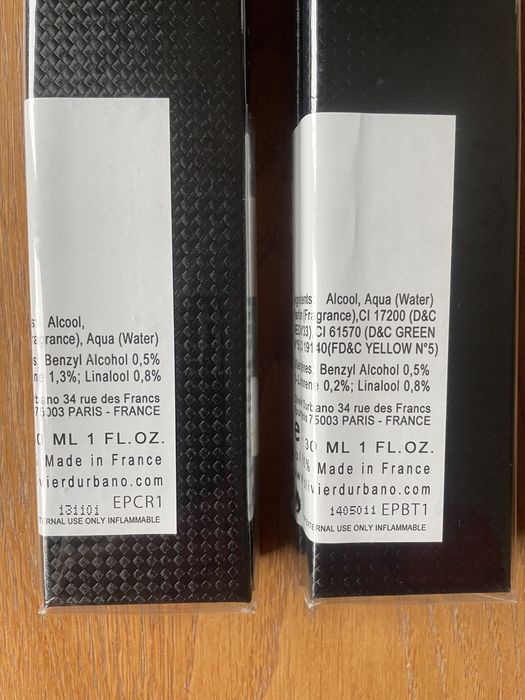 Alcool,
Aqua (Water)
Benzyl Alcohol 0,5%
1,3%; Linalool 0,8%
34 rue des Francs
75003 PARIS - FRANCE
0 ML 1 FL.OZ.
% Made in France
vierdurbano.com
131101 EPCR1
TERNAL USE ONLY INFLAMMABLE
Alcool, Aqua (Water)
(Fragrance),CI 17200 (D&C
CI 61570 (D&C GREEN
40(FD&C YELLOW N°5)
Benzyl Alcohol 0,5%
0,2%; Linalool 0,8%
34 rue des Francs
75003 PARIS - FRANCE
e 30 ML 1 FL.OZ.
% Made in France
vierdurbano.com
1405011 EPBT1
EXTERNAL USE ONLY INFLAMMABLE